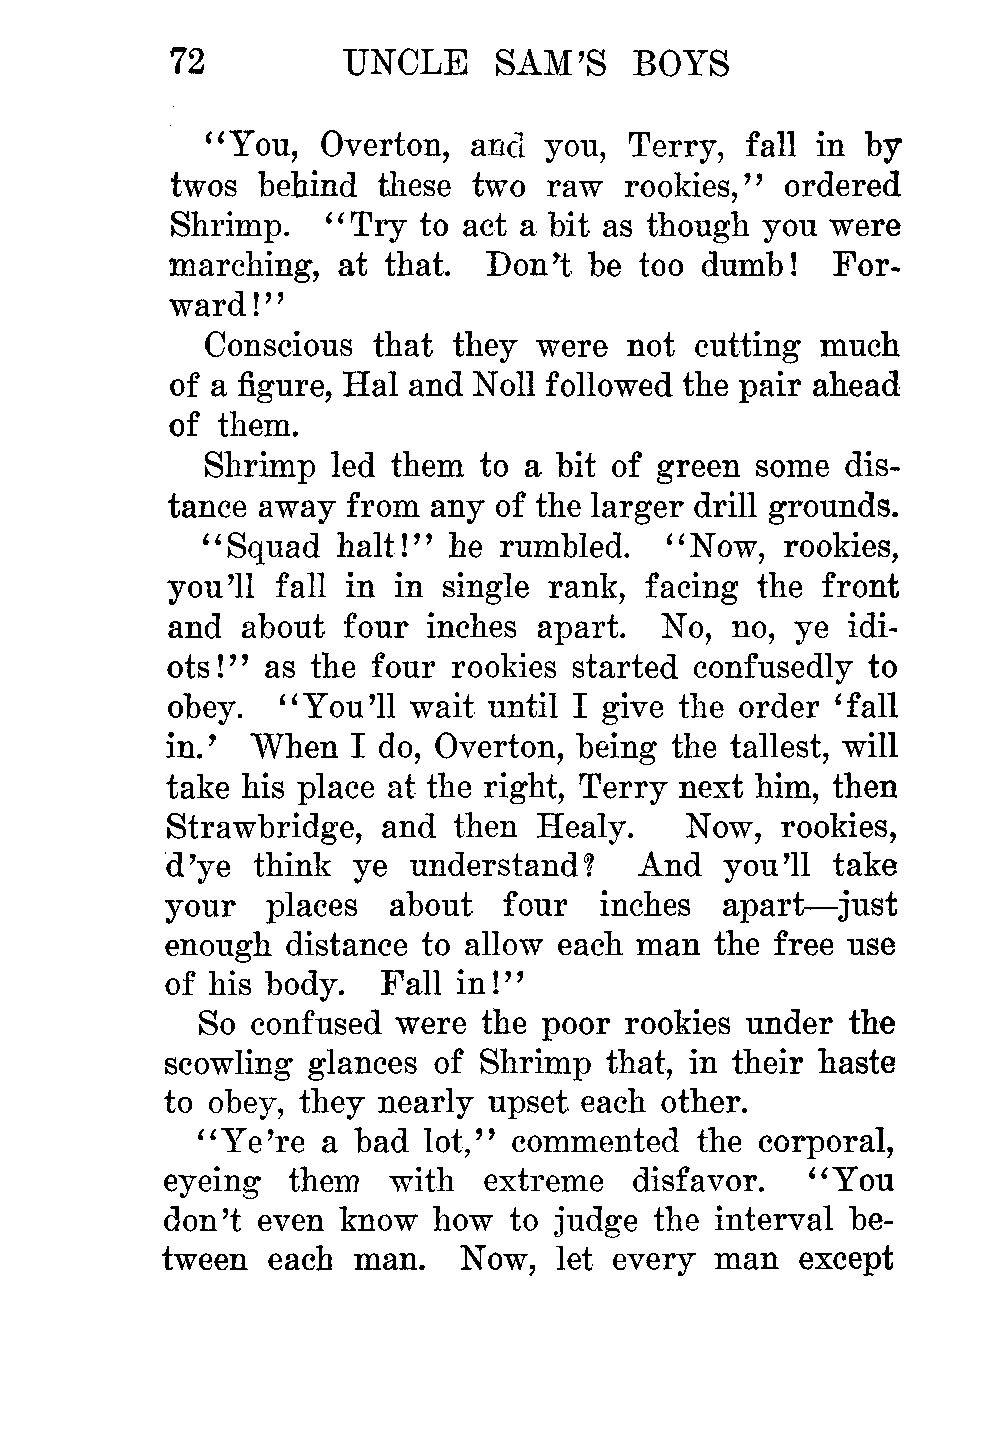 72 UNCLE SAM'S BOYS
"You, Overton, and you, Terry, fall in by
twos behind these two raw rookies," ordered
Shrimp. "Try to act a bit as though you were
marching, at that. Don't be too dumb! For-
ward!"
Conscious that they were not cutting much
of a figure, Hal and Noll followed the pair ahead
of them.
Shrimp led them to a bit of green some dis-
tance away from any of the larger drill grounds.
"Squad halt!" he rumbled. "Now, rookies,
you'll fall in in single rank, facing the front
and about four inches apart. No, no, ye idi-
ots!" as the four rookies started confusedly to
obey. "You'll wait until I give the order 'fall
in.' When I do, Overton, being the tallest, will
take his place at the right, Terry next him, then
Strawbridge, and then Healy. Now, rookies,
d'ye think ye understand? And you'll take
your places about four inches apart—just
enough distance to allow each man the free use
of his body. Fall in!"
So confused were the poor rookies under the
scowling glances of Shrimp that, in their haste
to obey, they nearly upset each other.
"Ye're a bad lot," commented the corporal,
eyeing them with extreme disfavor. "You
don't even know how to judge the interval be-
tween each man. Now, let every man except